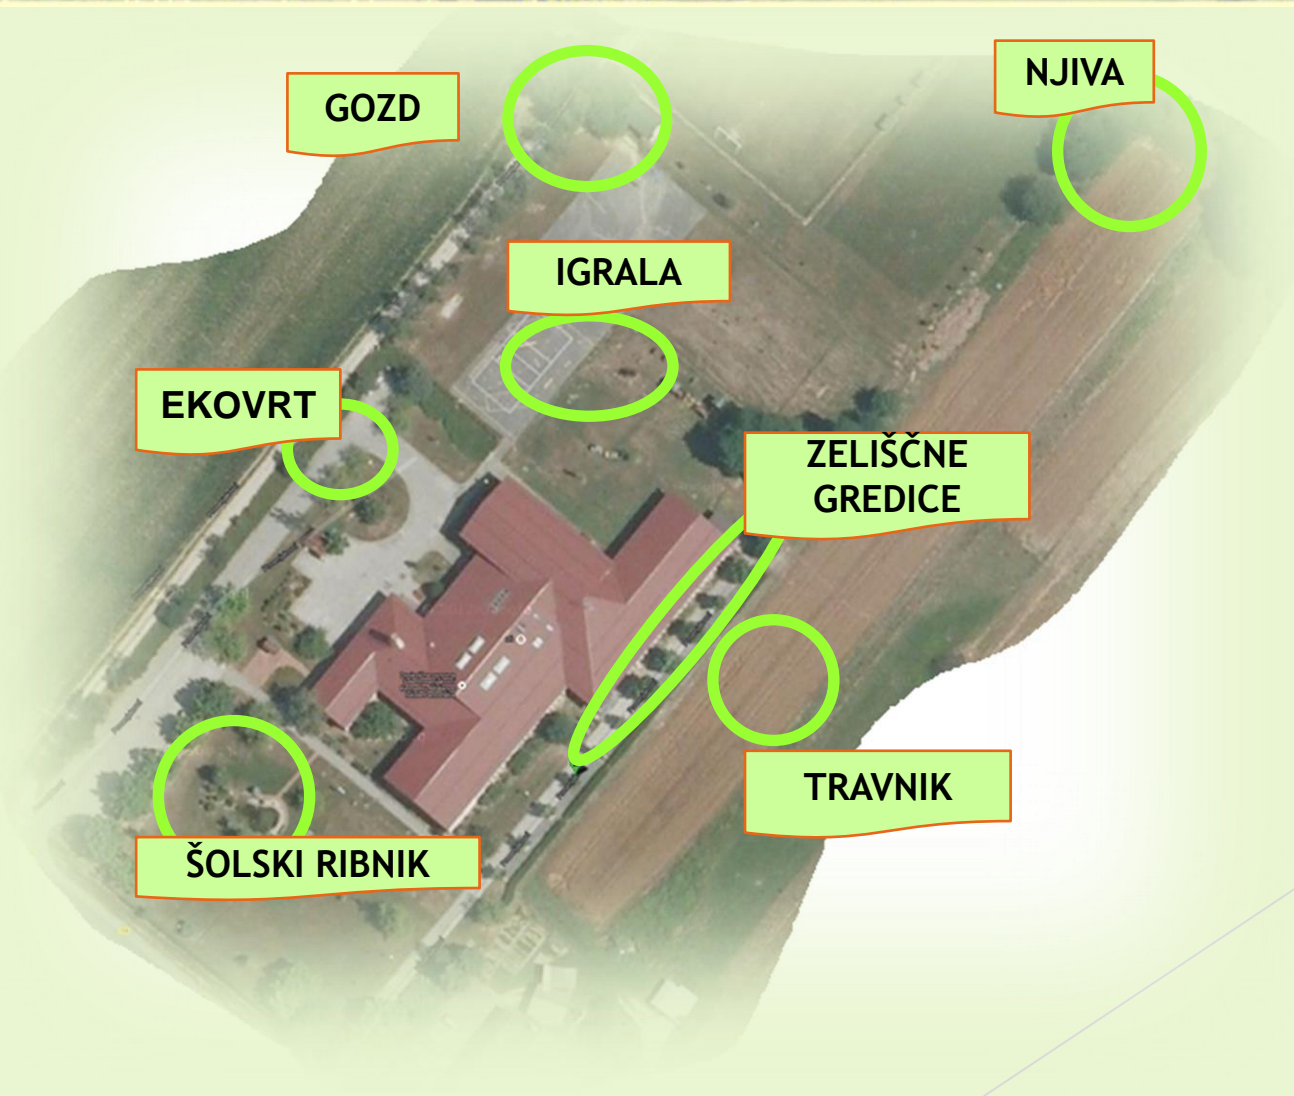 NJIVA
GOZD
IGRALA
EKOVRT
ZELIŠČNE
GREDICE
TRAVNIK
ŠOLSKI RIBNIK